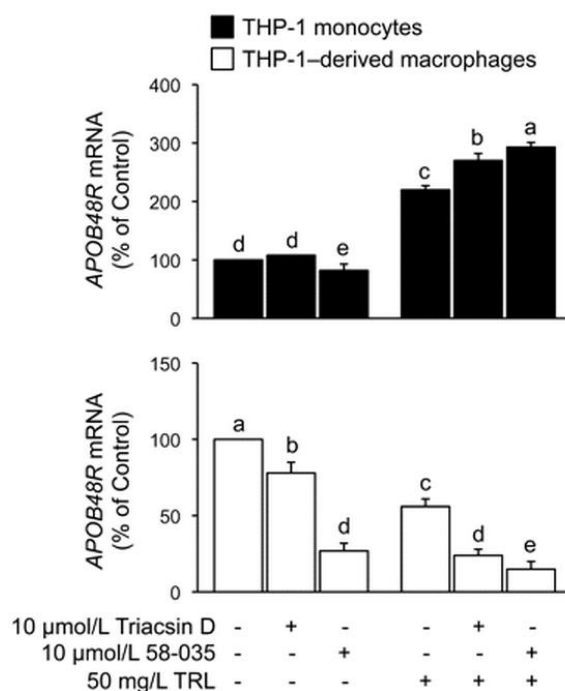 THP-1 monocytes
THP-1–derived macrophages
APOB48R mRNA
(% of Control)
400
300
200
100
0
d d e c b a
APOB48R mRNA
(% of Control)
150
100
50
0
a b d c d e
10 µmol/L Triacsin D - + - - + -
10 µmol/L 58-035 - - + - - +
50 mg/L TRL - - - + + +